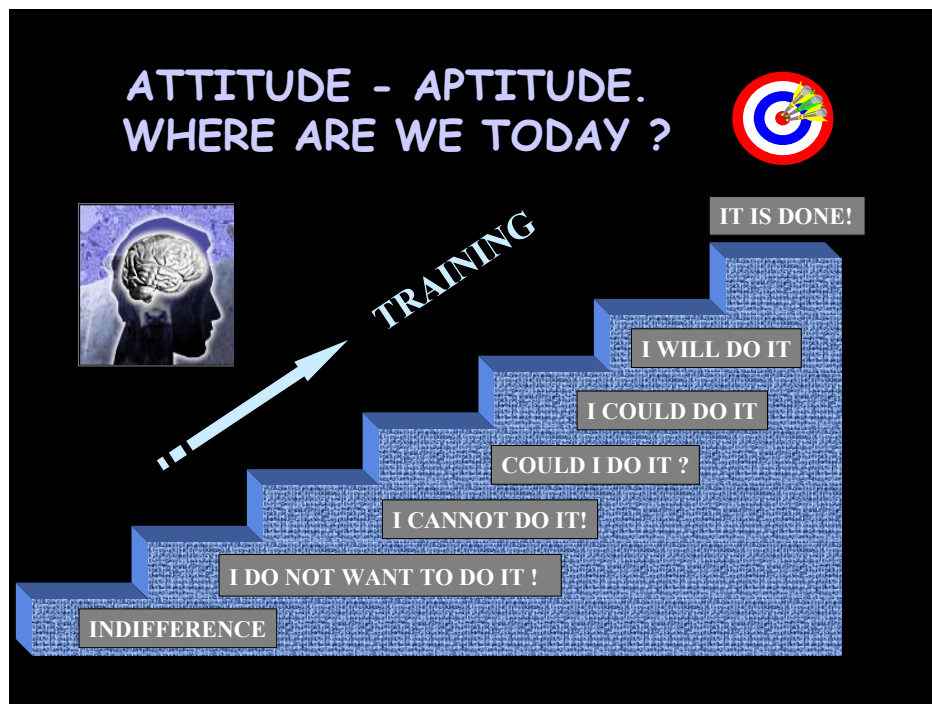 ATTITUDE - APTITUDE.
WHERE ARE WE TODAY ?
TRAINING
IT IS DONE!
I WILL DO IT
I COULD DO IT
COULD I DO IT ?
I CANNOT DO IT!
I DO NOT WANT TO DO IT !
INDIFFERENCE